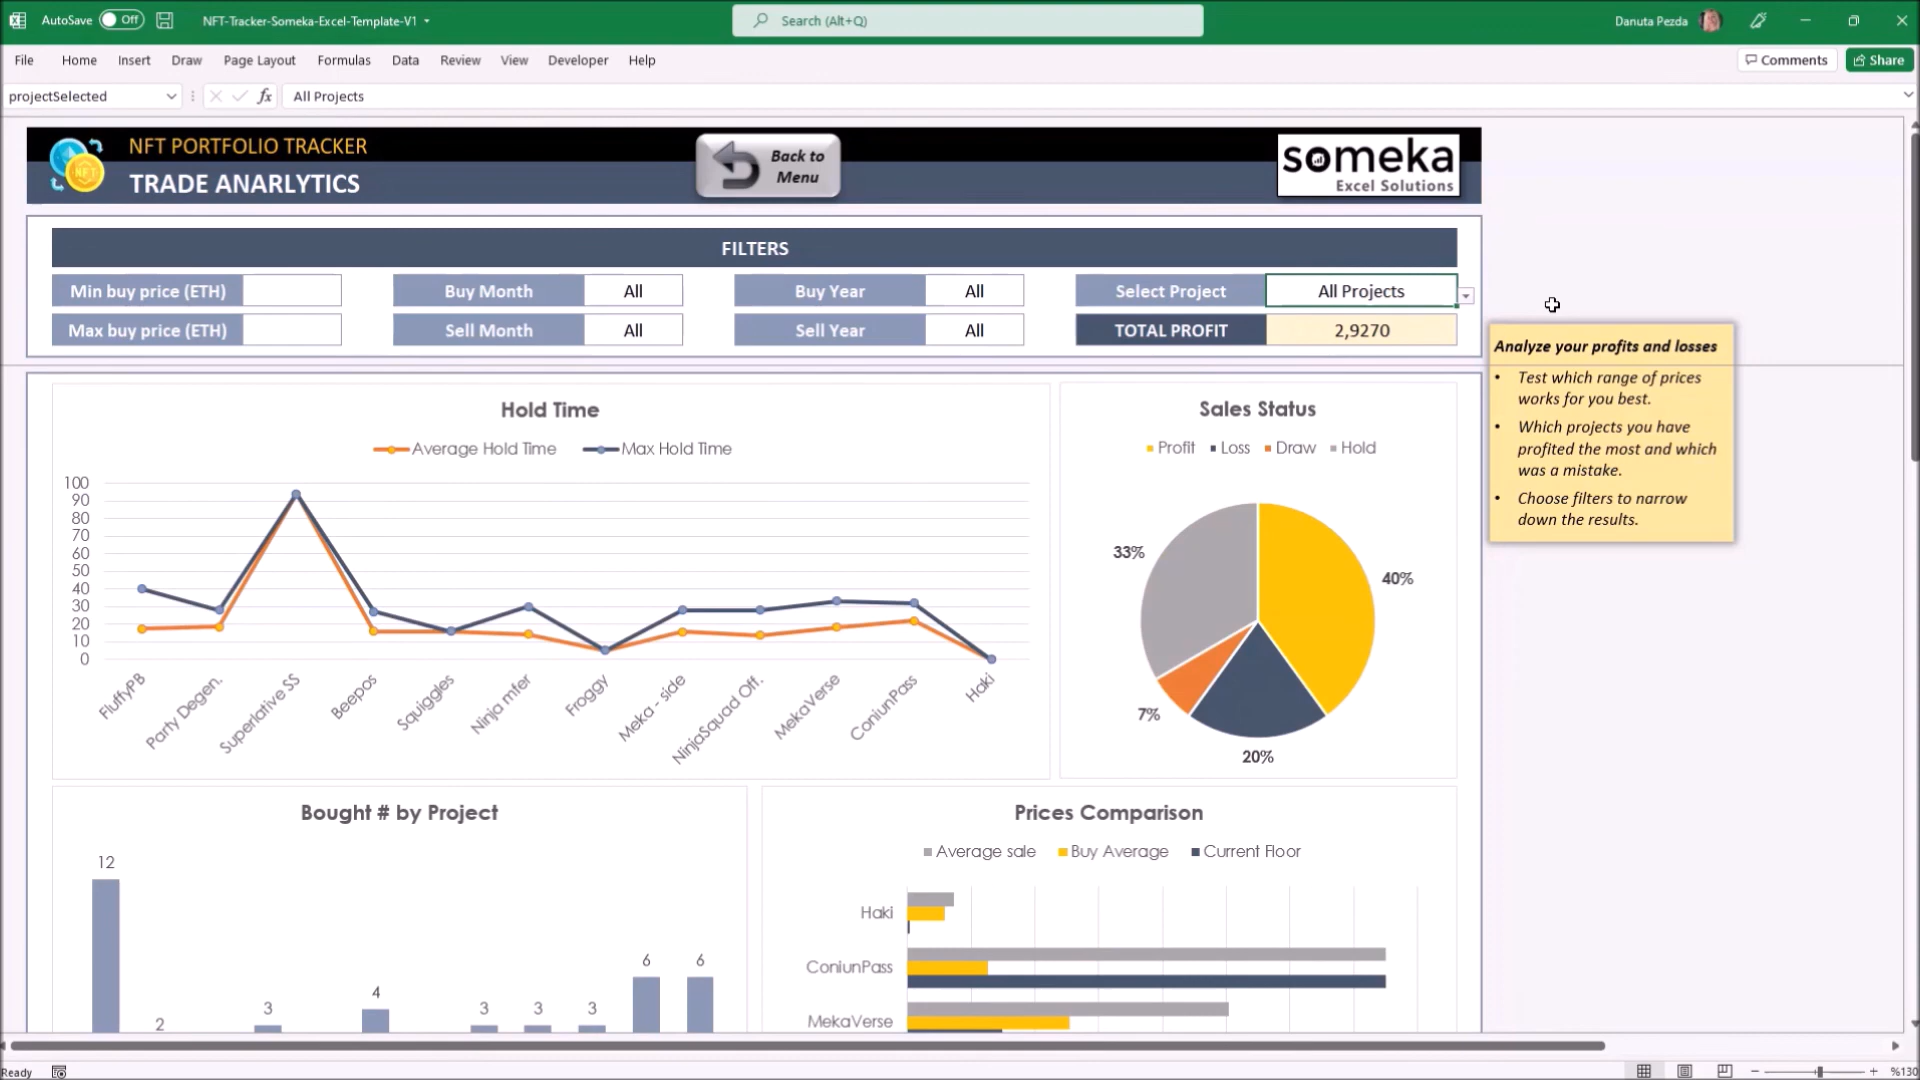 AutoSave Off NFT-Tracker-Someka-Excel-Template-V1 Search (Alt+Q) Danuta Pezda
File Home Insert Draw Page Layout Formulas Data Review View Developer Help Comments Share
projectSelected fx All Projects
NFT PORTFOLIO TRACKER
TRADE ANARLYTICS
Back to
Menu
someka
Excel Solutions
FILTERS
Min buy price (ETH) Buy Month All Buy Year All Select Project All Projects
Max buy price (ETH) Sell Month All Sell Year All TOTAL PROFIT 2,9270
Analyze your profits and losses
• Test which range of prices
works for you best.
• Which projects you have
profited the most and which
was a mistake.
• Choose filters to narrow
down the results.
Hold Time
Average Hold Time Max Hold Time
100
90
80
70
60
50
40
30
20
10
0
FluffyPB
Party Degen.
Superlative SS
Beepos
Squiggles
Ninja mfer
Froggy
Meka - side
NinjaSquad Off.
MekaVerse
ConiunPass
Haki
Sales Status
Profit Loss Draw Hold
33%
40%
7%
20%
Bought # by Project
12
2
3
4
3
3
3
6
6
Prices Comparison
Average sale Buy Average Current Floor
Haki
ConiunPass
MekaVerse
Ready %130